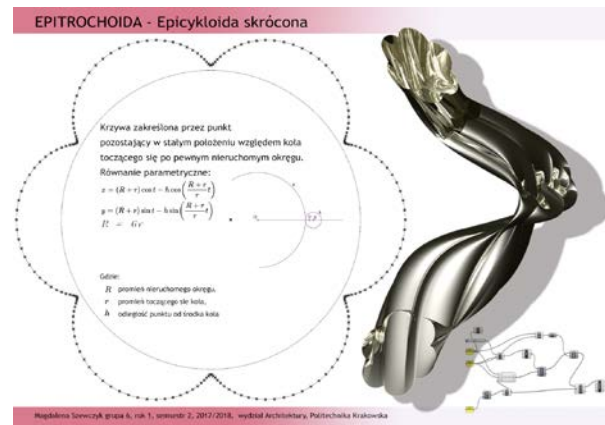 EPITROCHOIDA - Epicykloida skrócona
Krzywa zakreślona przez punkt
pozostający w stałym położeniu względem koła
toczącego się po pewnym nieruchomym okręgu.
Równanie parametryczne:
x = (R + r) cos t − h cos( (R + r)/r t )
y = (R + r) sin t − h sin( (R + r)/r t )
R = 6r
Gdzie:
R promień nieruchomego okręgu,
r promień toczącego się koła,
h odległość punktu od środka koła
Magdalena Szewczyk grupa 6, rok 1, semestr 2, 2017/2018, wydział Architektury, Politechnika Krakowska